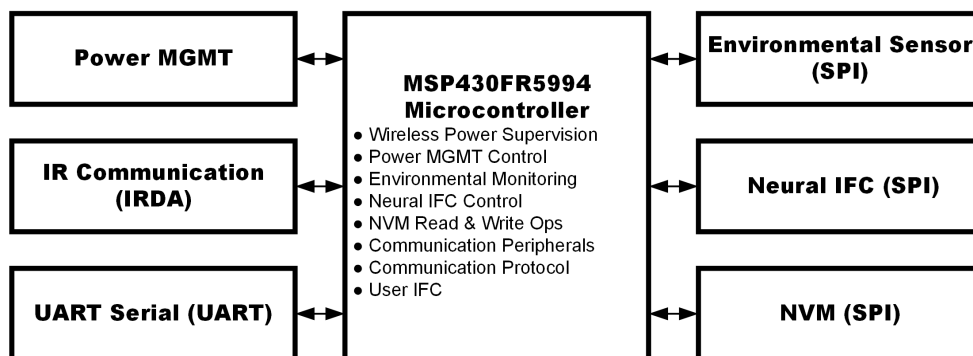 Power MGMT
IR Communication
(IRDA)
UART Serial (UART)
MSP430FR5994
Microcontroller
● Wireless Power Supervision
● Power MGMT Control
● Environmental Monitoring
● Neural IFC Control
● NVM Read & Write Ops
● Communication Peripherals
● Communication Protocol
● User IFC
Environmental Sensor
(SPI)
Neural IFC (SPI)
NVM (SPI)